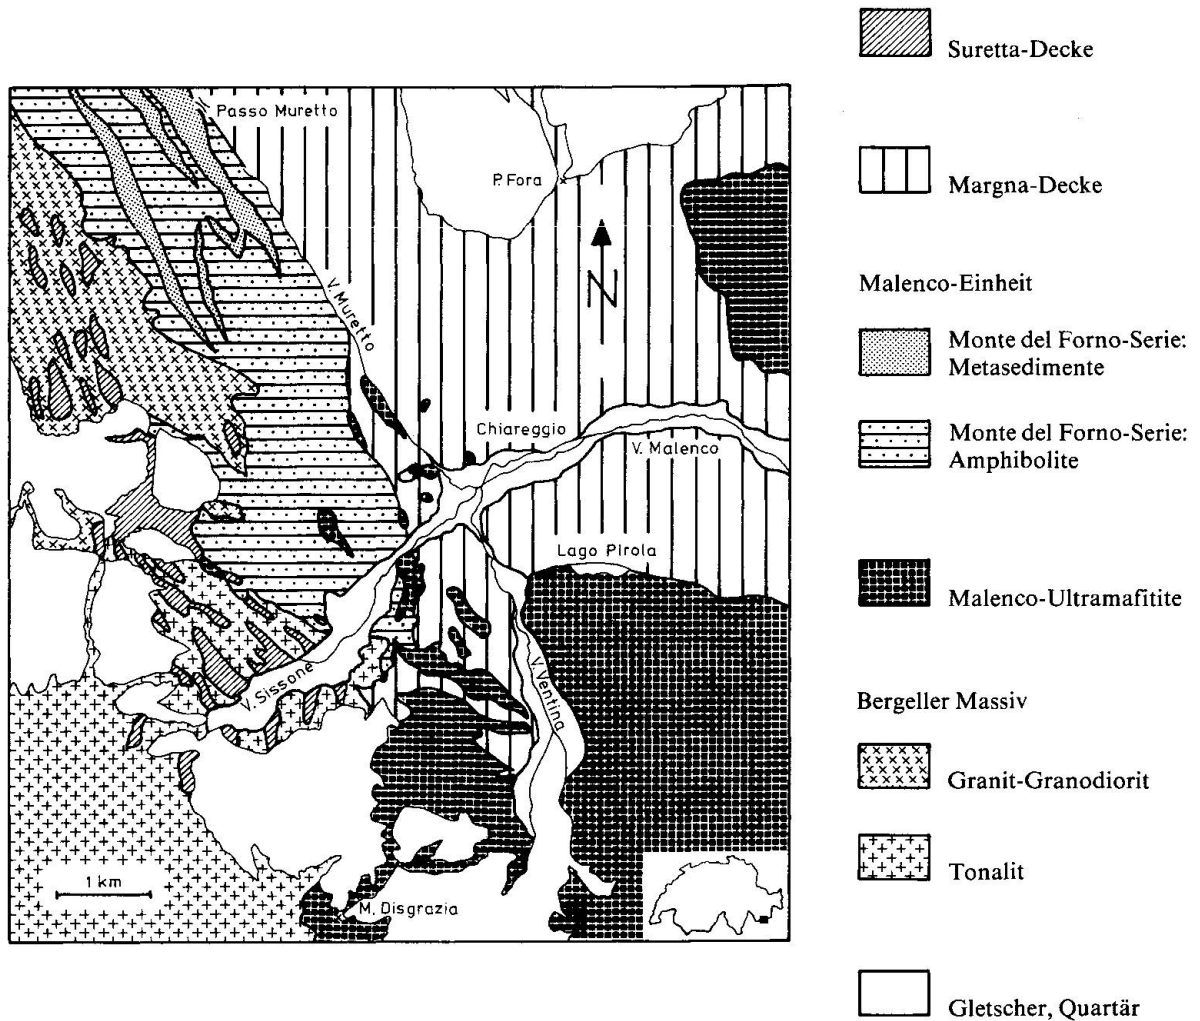 Passo Muretto
P. Fora
V. Muretto
N
Chiareggio
V. Malenco
Lago Pirola
V. Sissone
V. Ventina
1 km
M. Disgrazia
Suretta-Decke
Margna-Decke
Malenco-Einheit
Monte del Forno-Serie:
Metasedimente
Monte del Forno-Serie:
Amphibolite
Malenco-Ultramafitite
Bergeller Massiv
Granit-Granodiorit
Tonalit
Gletscher, Quartär